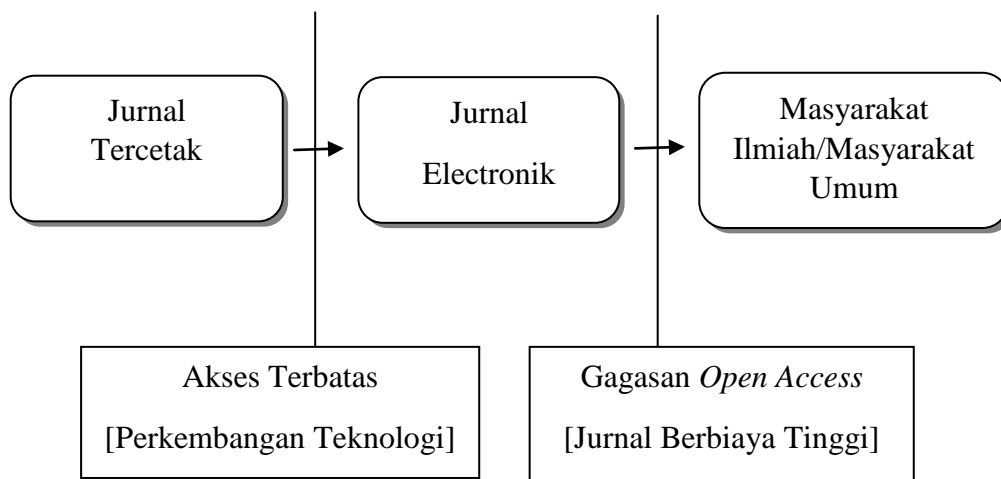 Jurnal
Tercetak
Jurnal
Electronik
Masyarakat
Ilmiah/Masyarakat
Umum
Akses Terbatas
[Perkembangan Teknologi]
Gagasan Open Access
[Jurnal Berbiaya Tinggi]